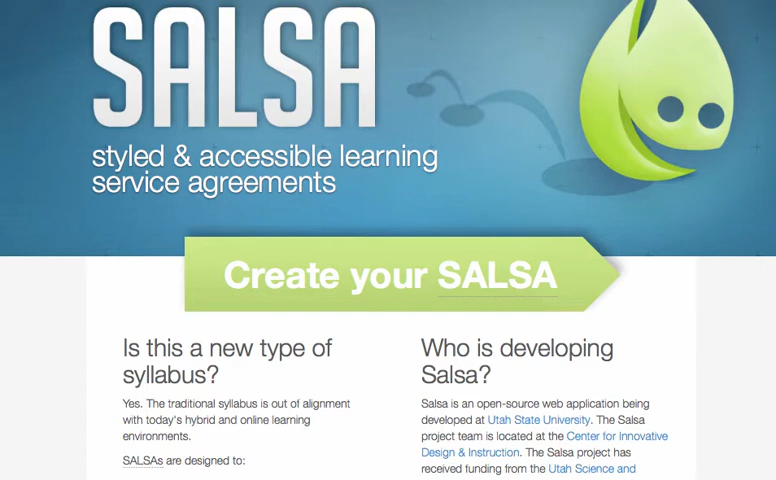 SALSA
styled & accessible learning
service agreements
Create your SALSA
Is this a new type of
syllabus?
Yes. The traditional syllabus is out of alignment
with today's hybrid and online learning
environments.
SALSAs are designed to:
Who is developing
Salsa?
Salsa is an open-source web application being
developed at Utah State University. The Salsa
project team is located at the Center for Innovative
Design & Instruction. The Salsa project has
received funding from the Utah Science and